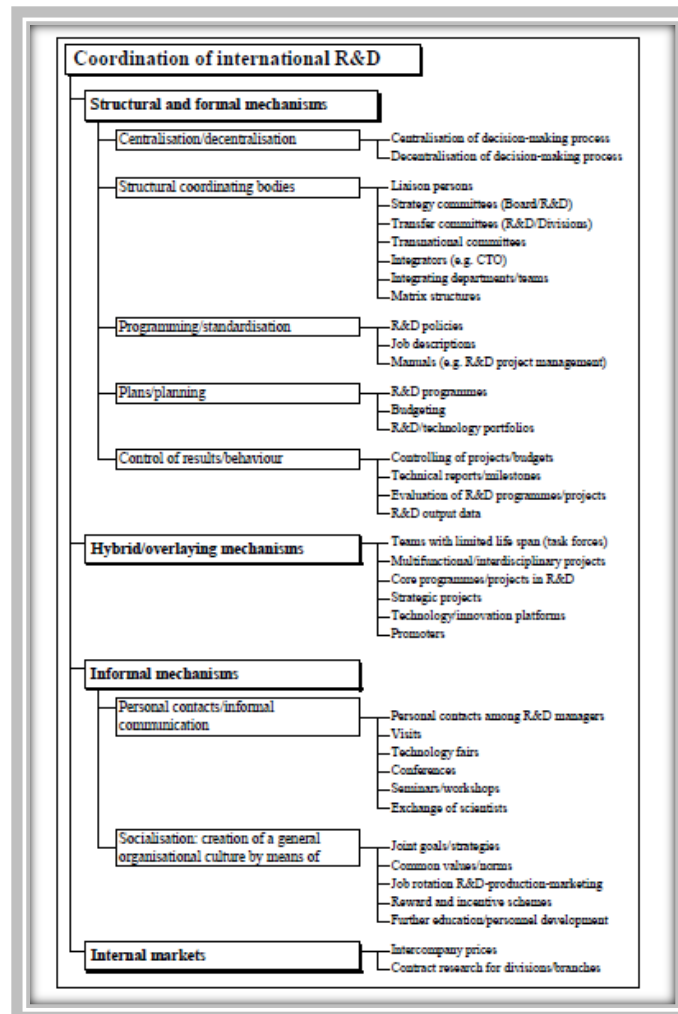 Coordination of international R&D
Structural and formal mechanisms
Centralisation/decentralisation
Centralisation of decision-making process
Decentralisation of decision-making process
Structural coordinating bodies
Liaison persons
Strategy committees (Board/R&D)
Transfer committees (R&D/Divisions)
Transnational committees
Integrators (e.g. CTO)
Integrating departments/teams
Matrix structures
Programming/standardisation
R&D policies
Job descriptions
Manuals (e.g. R&D project management)
Plans/planning
R&D programmes
Budgeting
R&D/technology portfolios
Control of results/behaviour
Controlling of projects/budgets
Technical reports/milestones
Evaluation of R&D programmes/projects
R&D output data
Hybrid/overlaying mechanisms
Teams with limited life span (task forces)
Multifunctional/interdisciplinary projects
Core programmes/projects in R&D
Strategic projects
Technology/innovation platforms
Promoters
Informal mechanisms
Personal contacts/informal
communication
Personal contacts among R&D managers
Visits
Technology fairs
Conferences
Seminars/workshops
Exchange of scientists
Socialisation: creation of a general
organisational culture by means of
Joint goals/strategies
Common values/norms
Job rotation R&D-production-marketing
Reward and incentive schemes
Further education/personnel development
Internal markets
Intercompany prices
Contract research for divisions/branches